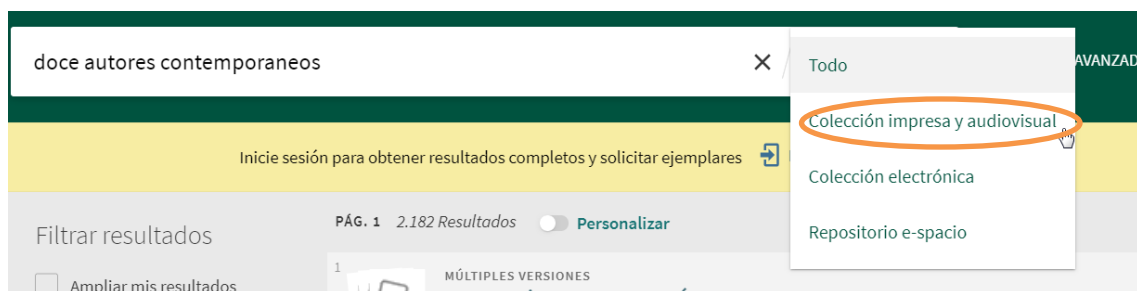 doce autores contemporaneos
Todo
AVANZAD
Colección impresa y audiovisual
Inicie sesión para obtener resultados completos y solicitar ejemplares
Colección electrónica
Filtrar resultados
PÁG. 1 2.182 Resultados Personalizar
Repositorio e-spacio
Ampliar mis resultados
1
MÚLTIPLES VERSIONES